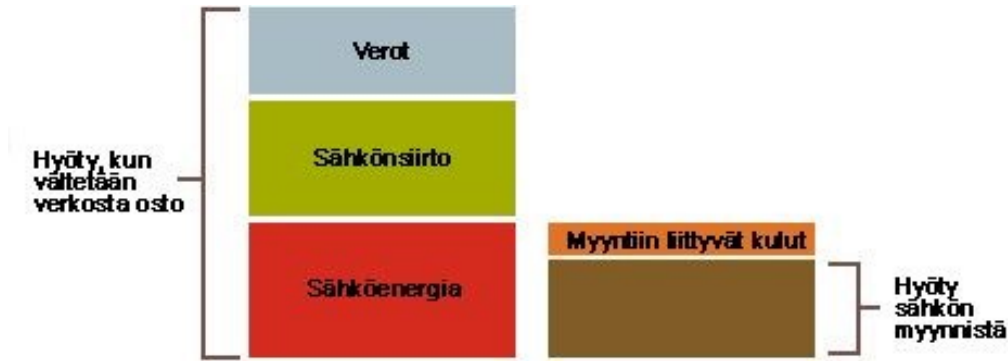 Verot
Sähkönsiirto
Hyöty, kun
vältetään
verkosta osto
Sähköenergia
Myyntiin liittyvät kulut
Hyöty
sähkön
myynnistä